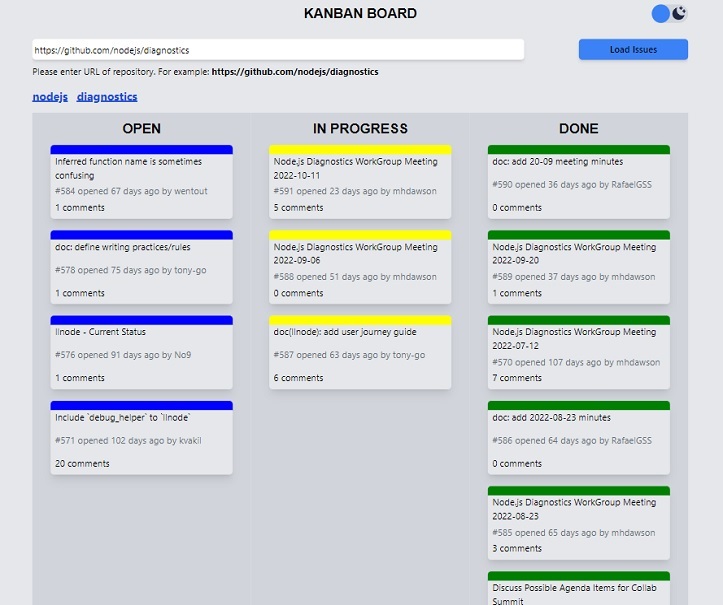 KANBAN BOARD
https://github.com/nodejs/diagnostics
Load Issues
Please enter URL of repository. For example: https://github.com/nodejs/diagnostics
nodejs diagnostics
OPEN
Inferred function name is sometimes
confusing
#584 opened 67 days ago by wentout
1 comments
doc: define writing practices/rules
#578 opened 75 days ago by tony-go
1 comments
llnode - Current Status
#576 opened 91 days ago by No9
1 comments
Include `debug_helper` to `llnode`
#571 opened 102 days ago by kvakil
20 comments
IN PROGRESS
Node.js Diagnostics WorkGroup Meeting
2022-10-11
#591 opened 23 days ago by mhdawson
5 comments
Node.js Diagnostics WorkGroup Meeting
2022-09-06
#588 opened 51 days ago by mhdawson
0 comments
doc(llnode): add user journey guide
#587 opened 63 days ago by tony-go
6 comments
DONE
doc: add 20-09 meeting minutes
#590 opened 36 days ago by RafaelGSS
0 comments
Node.js Diagnostics WorkGroup Meeting
2022-09-20
#589 opened 37 days ago by mhdawson
1 comments
Node.js Diagnostics WorkGroup Meeting
2022-07-12
#570 opened 107 days ago by mhdawson
7 comments
doc: add 2022-08-23 minutes
#586 opened 64 days ago by RafaelGSS
0 comments
Node.js Diagnostics WorkGroup Meeting
2022-08-23
#585 opened 65 days ago by mhdawson
3 comments
Discuss Possible Agenda Items for Collab
Summit